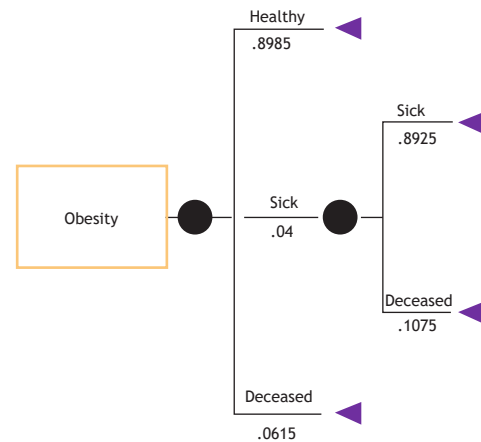 Healthy
.8985
Sick
.8925
Obesity
Sick
.04
Deceased
.1075
Deceased
.0615